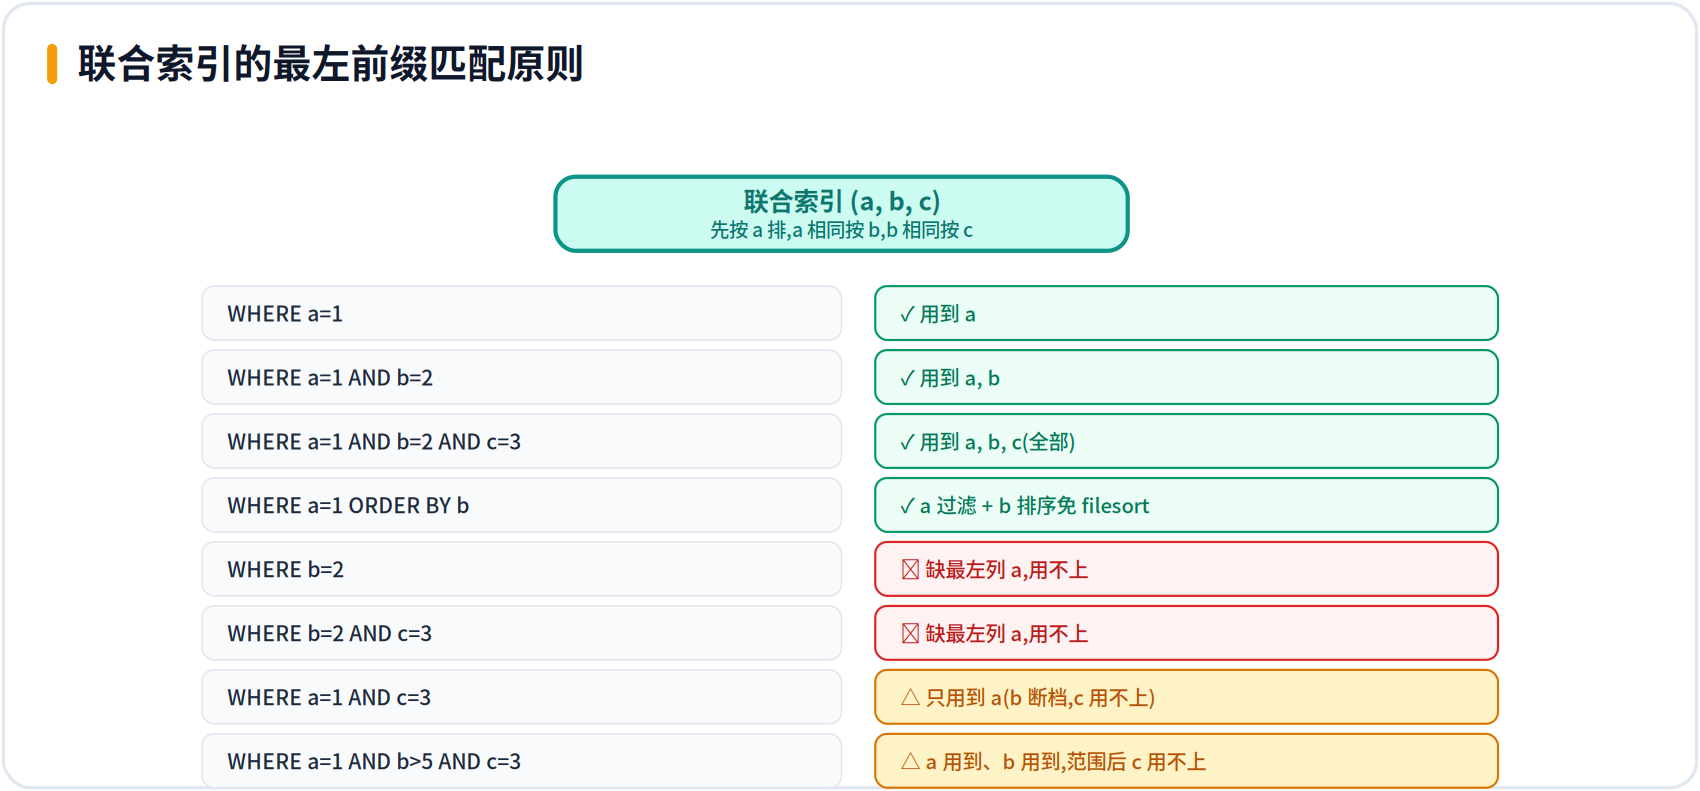 联合索引的最左前缀匹配原则
联合索引 (a, b, c)
先按 a 排,a 相同按 b,b 相同按 c
WHERE a=1
✓ 用到 a
WHERE a=1 AND b=2
✓ 用到 a, b
WHERE a=1 AND b=2 AND c=3
✓ 用到 a, b, c(全部)
WHERE a=1 ORDER BY b
✓ a 过滤 + b 排序免 filesort
WHERE b=2
缺最左列 a,用不上
WHERE b=2 AND c=3
缺最左列 a,用不上
WHERE a=1 AND c=3
△ 只用到 a(b 断档,c 用不上)
WHERE a=1 AND b>5 AND c=3
△ a 用到、b 用到,范围后 c 用不上